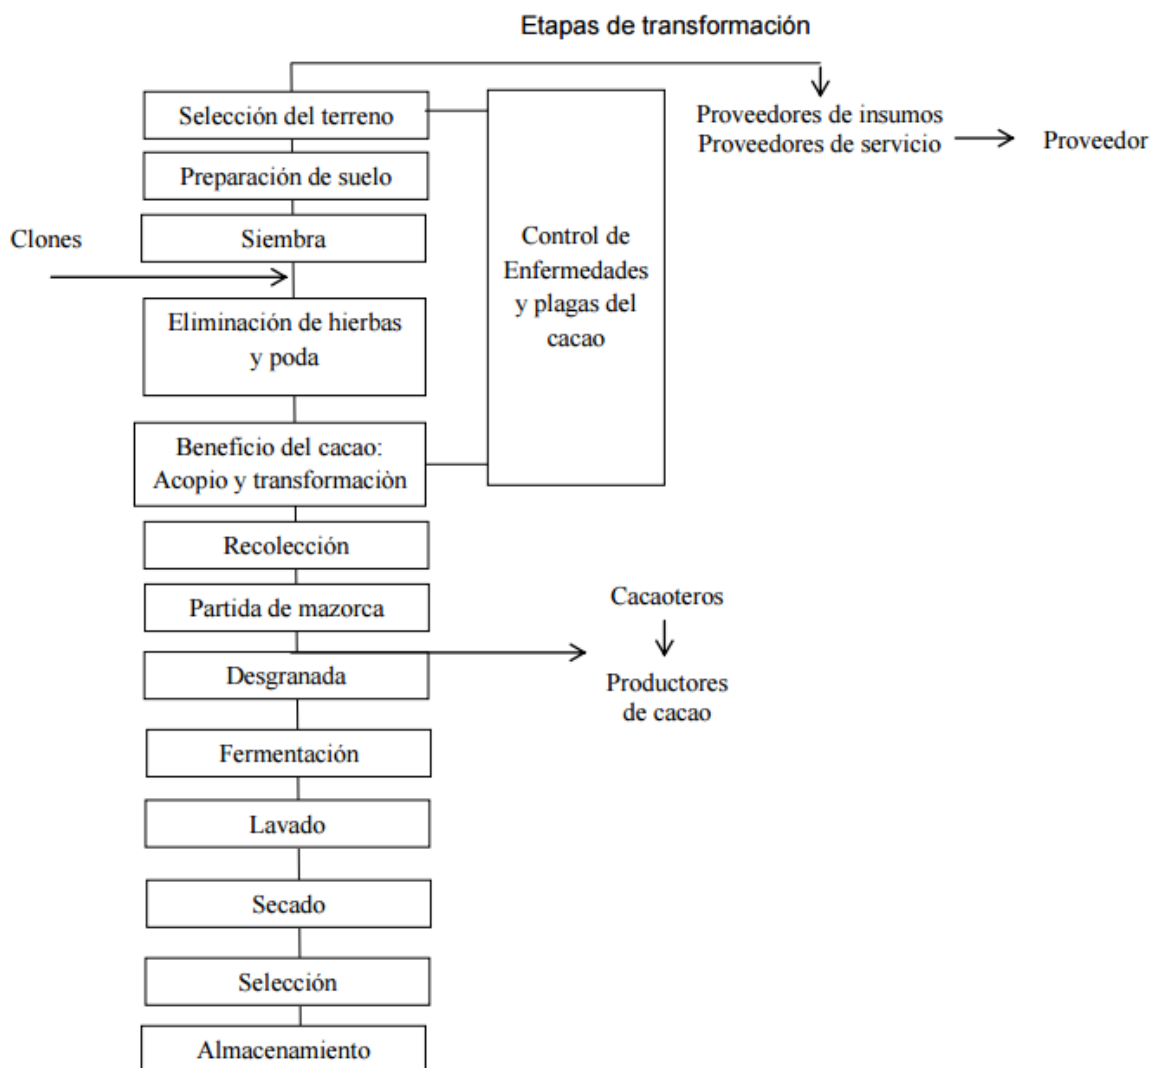 Etapas de transformación
Selección del terreno
Proveedores de insumos
Proveedores de servicio
Proveedor
Preparación de suelo
Clones
Siembra
Control de
Enfermedades
y plagas del
cacao
Eliminación de hierbas
y poda
Beneficio del cacao:
Acopio y transformaciòn
Recolección
Partida de mazorca
Cacaoteros
Desgranada
Productores
de cacao
Fermentación
Lavado
Secado
Selección
Almacenamiento